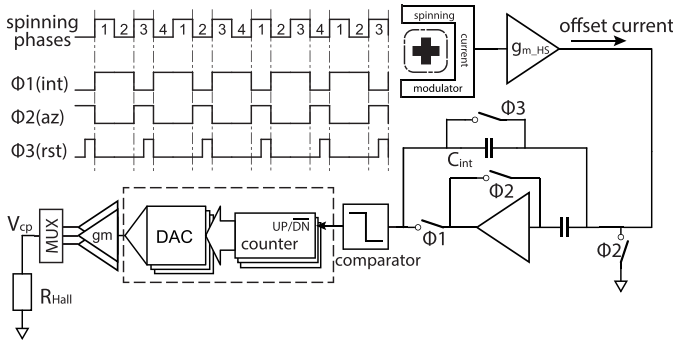 spinning
phases
1 2 3 4 1 2 3 4 1 2 3 4 1 2 3
Φ1(int)
Φ2(az)
Φ3(rst)
spinning
current
modulator
gm_HS
offset current
Φ3
Cint
Φ2
Φ1
Φ2
comparator
UP/DN
counter
DAC
gm
MUX
Vcp
RHall